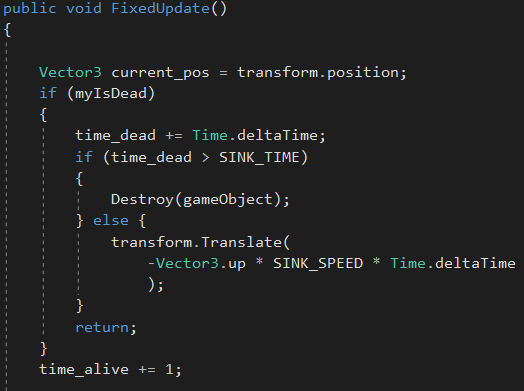 public void FixedUpdate()
{
Vector3 current_pos = transform.position;
if (myIsDead)
{
time_dead += Time.deltaTime;
if (time_dead > SINK_TIME)
{
Destroy(gameObject);
} else {
transform.Translate(
-Vector3.up * SINK_SPEED * Time.deltaTime
);
}
return;
}
time_alive += 1;